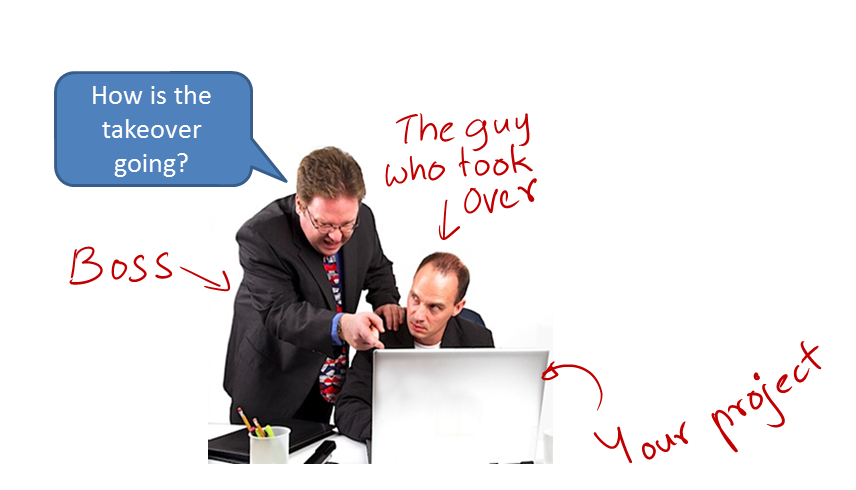 How is the
takeover
going?
The guy
who took
over
Boss
Your project